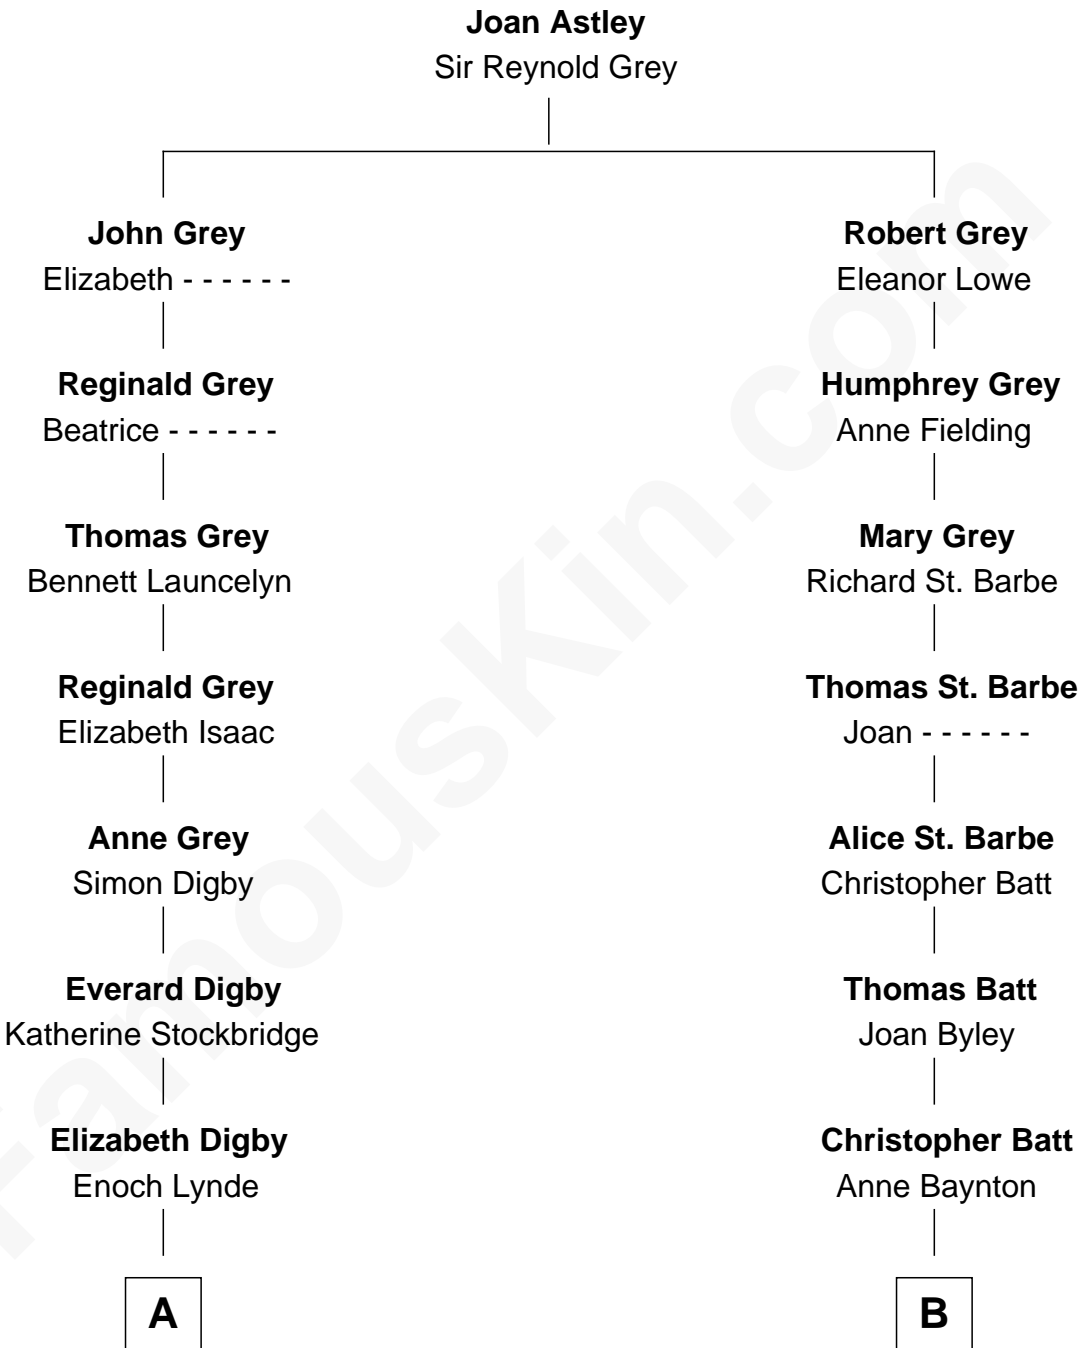 Joan Astley
Sir Reynold Grey
John Grey
Elizabeth - - - - - -
Robert Grey
Eleanor Lowe
Reginald Grey
Beatrice - - - - - -
Humphrey Grey
Anne Fielding
Thomas Grey
Bennett Launcelyn
Mary Grey
Richard St. Barbe
Reginald Grey
Elizabeth Isaac
Thomas St. Barbe
Joan - - - - - -
Anne Grey
Simon Digby
Alice St. Barbe
Christopher Batt
Everard Digby
Katherine Stockbridge
Thomas Batt
Joan Byley
Elizabeth Digby
Enoch Lynde
Christopher Batt
Anne Baynton
A
B
FamousKin.com